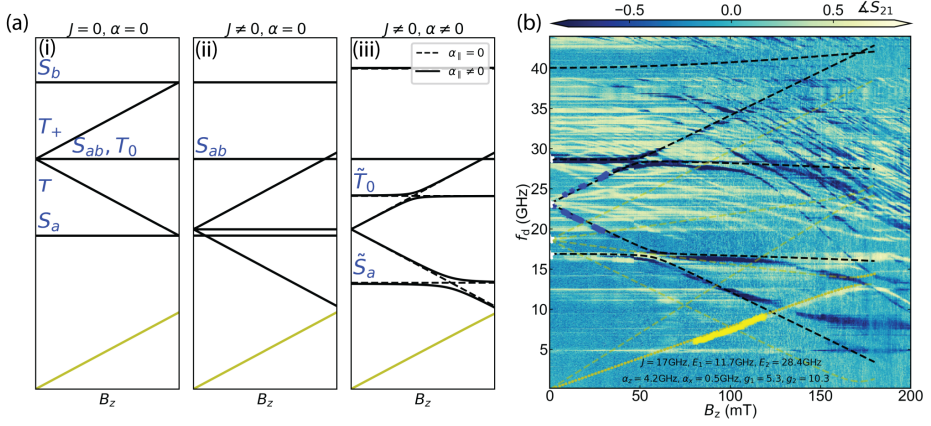 (a)
J = 0, α = 0
J ≠ 0, α = 0
J ≠ 0, α ≠ 0
(i)
(ii)
(iii)
α∥ = 0
α∥ ≠ 0
S_b
T_+
S_ab, T_0
T
S_a
S_ab
T̃_0
S̃_a
B_z
B_z
B_z
(b)
−0.5 0.0 0.5 ∡S_21
40
35
30
25
20
15
10
5
f_d (GHz)
J = 17GHz, E_1 = 11.7GHz, E_2 = 28.4GHz
α_z = 4.2GHz, α_x = 0.5GHz, g_1 = 5.3, g_2 = 10.3
0 50 100 150 200
B_z (mT)